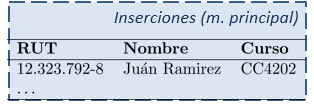 Inserciones (m. principal)
RUT Nombre Curso
12.323.792-8 Juán Ramirez CC4202
...